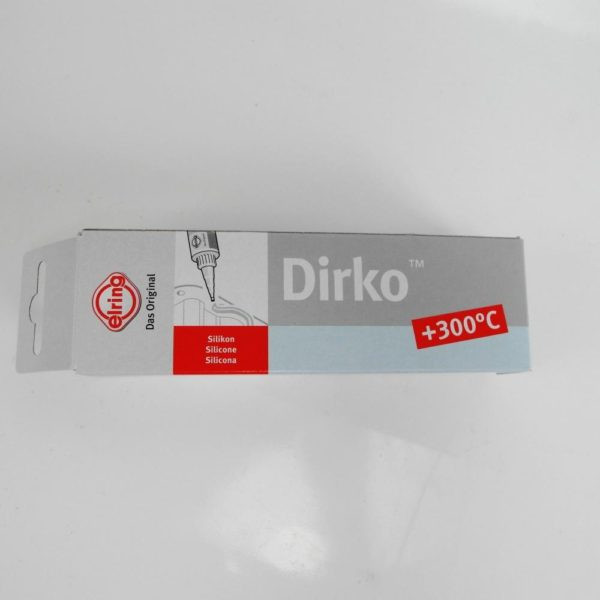 elring
Das Original
Silikon
Silicone
Silicona
Dirko™
+300°C